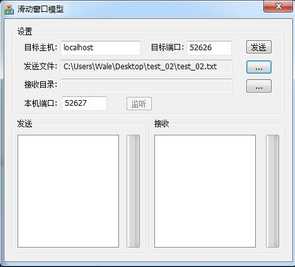 滑动窗口模型
设置
目标主机: localhost 目标端口: 52626 发送
发送文件: C:\Users\Wale\Desktop\test_02\test_02.txt ...
接收目录: ...
本机端口: 52627 监听
发送 接收